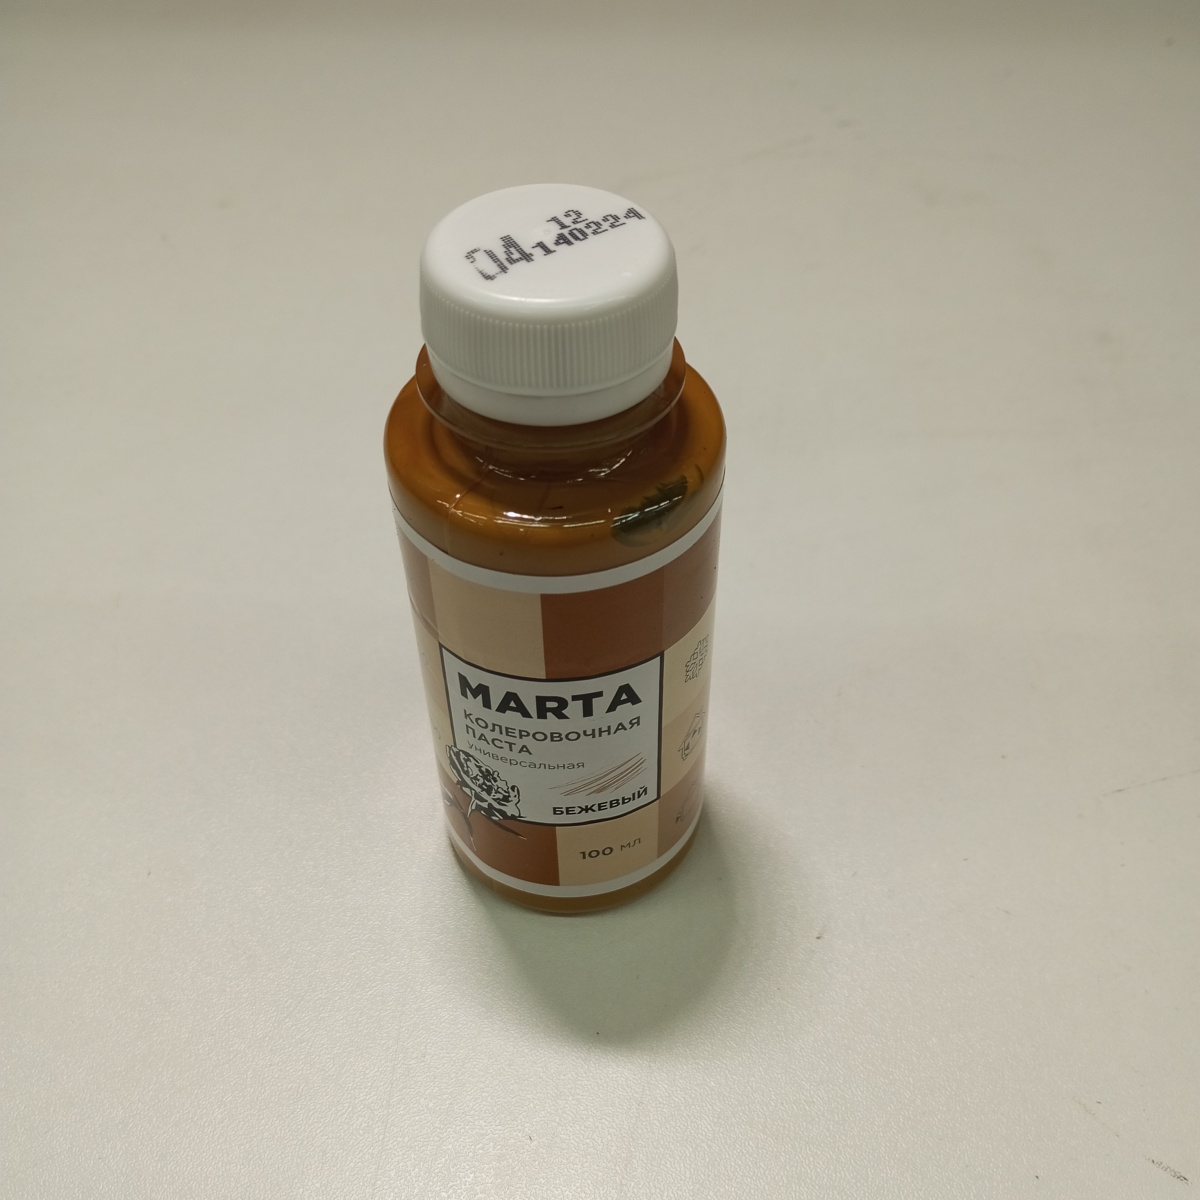 12
04 140224
MARTA
КОЛЕРОВОЧНАЯ
ПАСТА
универсальная
БЕЖЕВЫЙ
100 мл